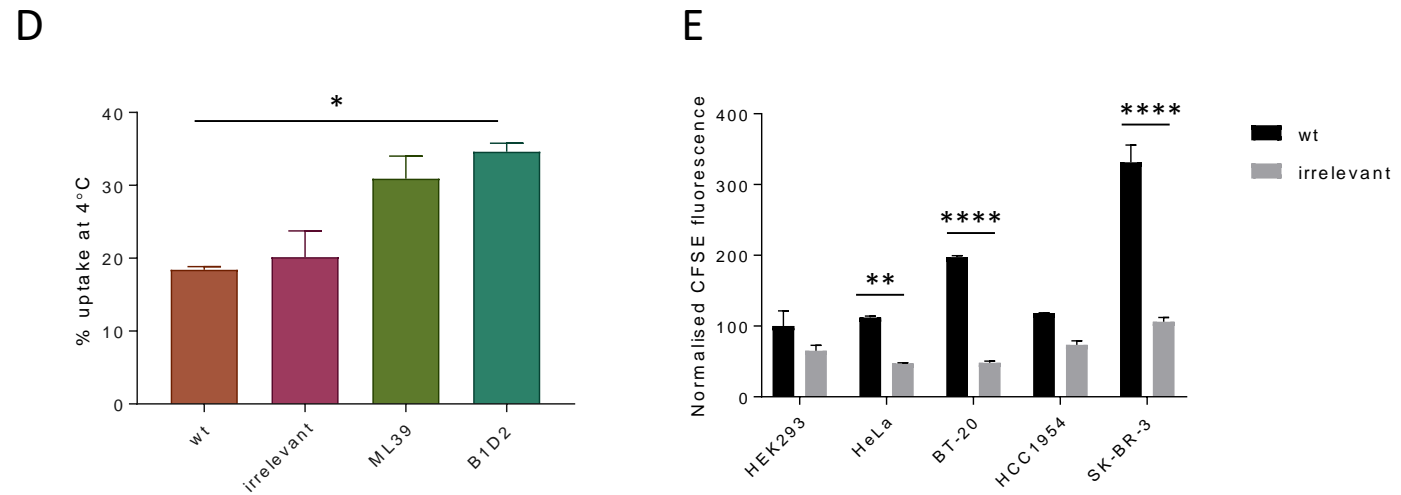 D
E
*
% uptake at 4°C
40
30
20
10
0
wt
irrelevant
ML39
B1D2
Normalised CFSE fluorescence
400
300
200
100
0
**
****
****
HEK293
HeLa
BT-20
HCC1954
SK-BR-3
wt
irrelevant